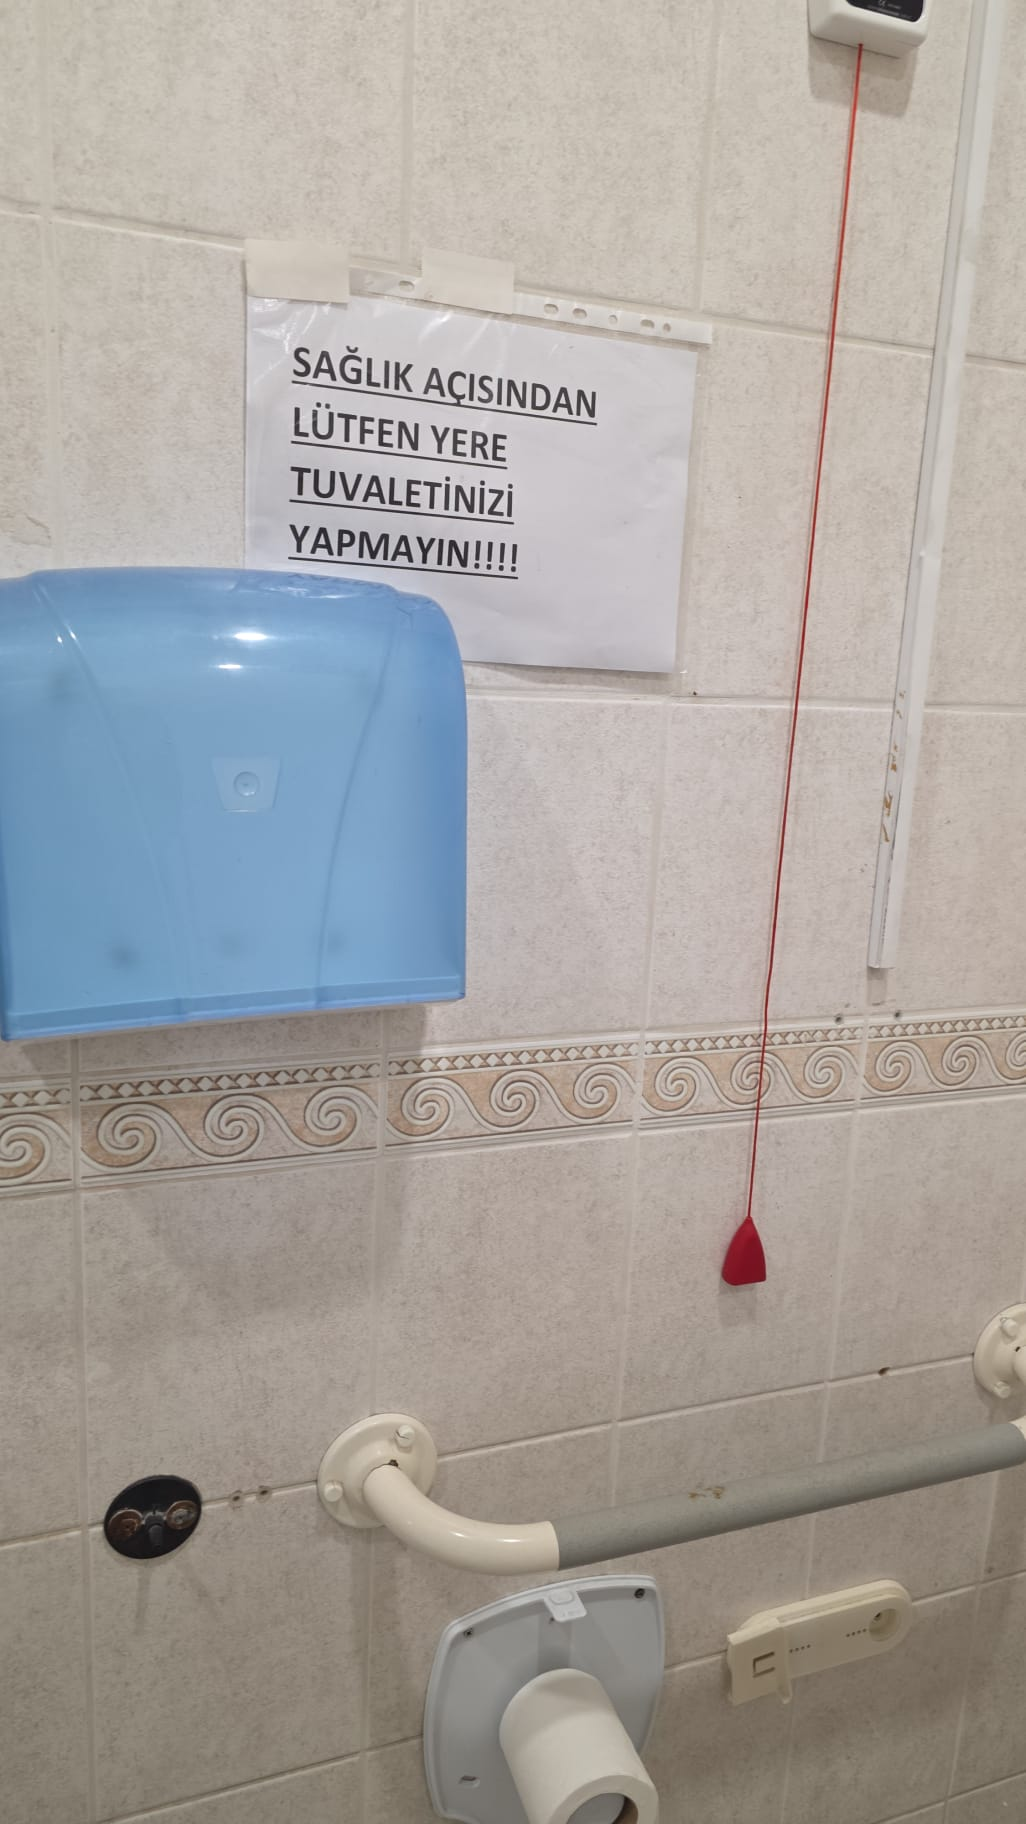 SAĞLIK AÇISINDAN
LÜTFEN YERE
TUVALETİNİZİ
YAPMAYIN!!!!